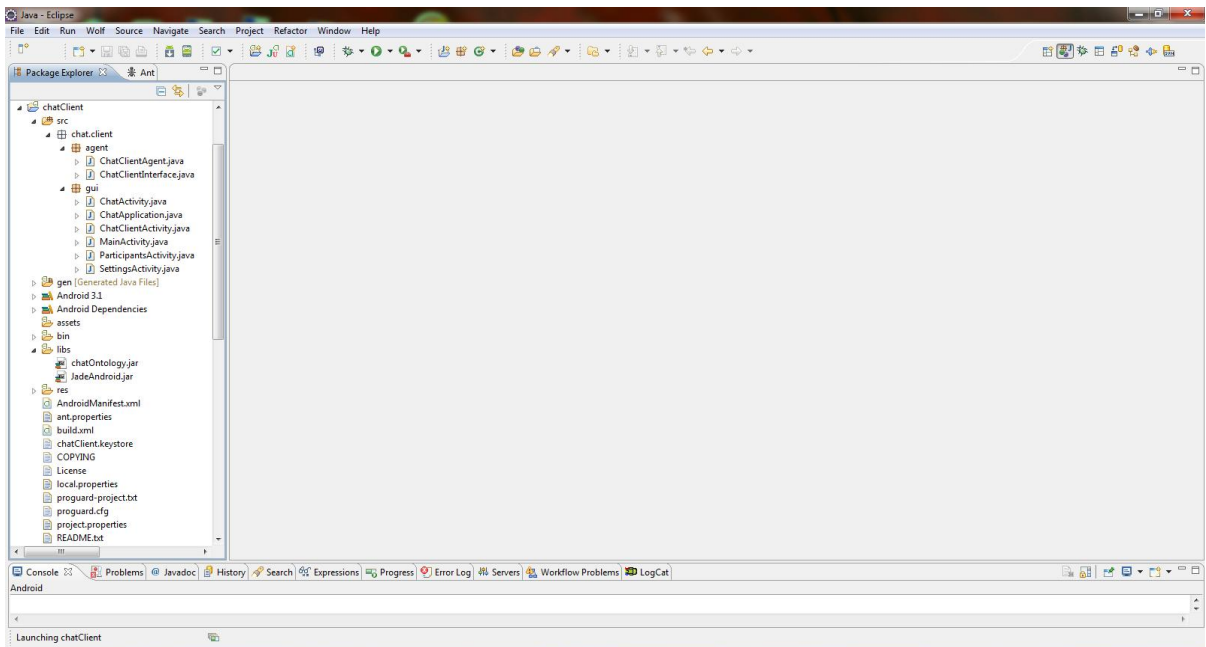 Java - Eclipse
File Edit Run Wolf Source Navigate Search Project Refactor Window Help
Package Explorer Ant
chatClient
src
chat.client
agent
ChatClientAgent.java
ChatClientInterface.java
gui
ChatActivity.java
ChatApplication.java
ChatClientActivity.java
MainActivity.java
ParticipantsActivity.java
SettingsActivity.java
gen [Generated Java Files]
Android 3.1
Android Dependencies
assets
bin
libs
chatOntology.jar
JadeAndroid.jar
res
AndroidManifest.xml
ant.properties
build.xml
chatClient.keystore
COPYING
License
local.properties
proguard-project.txt
proguard.cfg
project.properties
README.txt
Console Problems @ Javadoc History Search Expressions Progress Error Log Servers Workflow Problems LogCat
Android
Launching chatClient